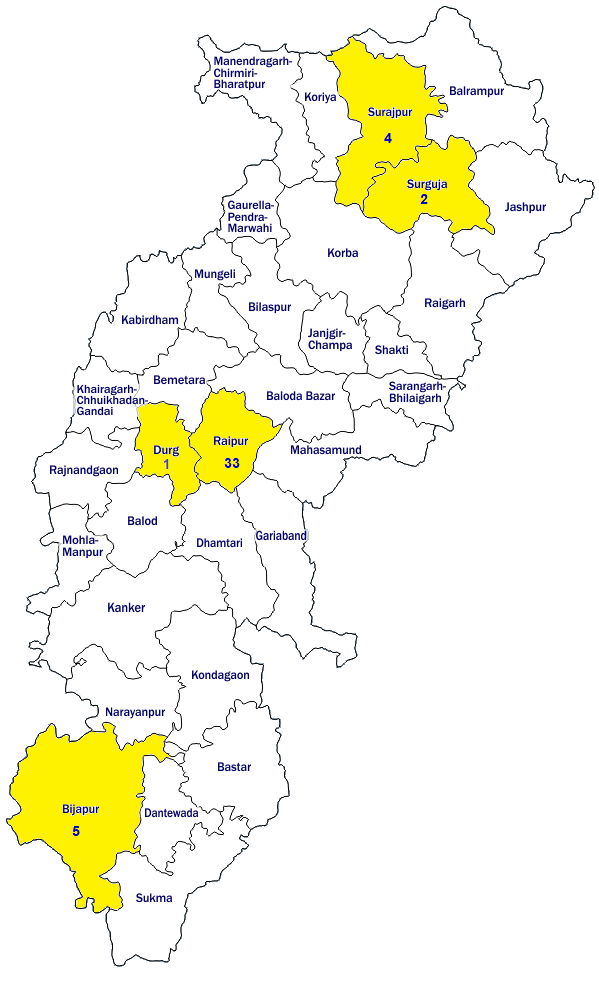 Manendragarh-
Chirmiri-
Bharatpur
Koriya
Balrampur
Surajpur
4
Surguja
2
Jashpur
Gaurella-
Pendra-
Marwahi
Korba
Mungeli
Bilaspur
Raigarh
Kabirdham
Janjgir-
Champa
Shakti
Bemetara
Khairagarh-
Chhuikhadan-
Gandai
Baloda Bazar
Sarangarh-
Bhilaigarh
Durg
1
Raipur
33
Mahasamund
Rajnandgaon
Balod
Mohla-
Manpur
Dhamtari
Gariaband
Kanker
Kondagaon
Narayanpur
Bastar
Bijapur
5
Dantewada
Sukma